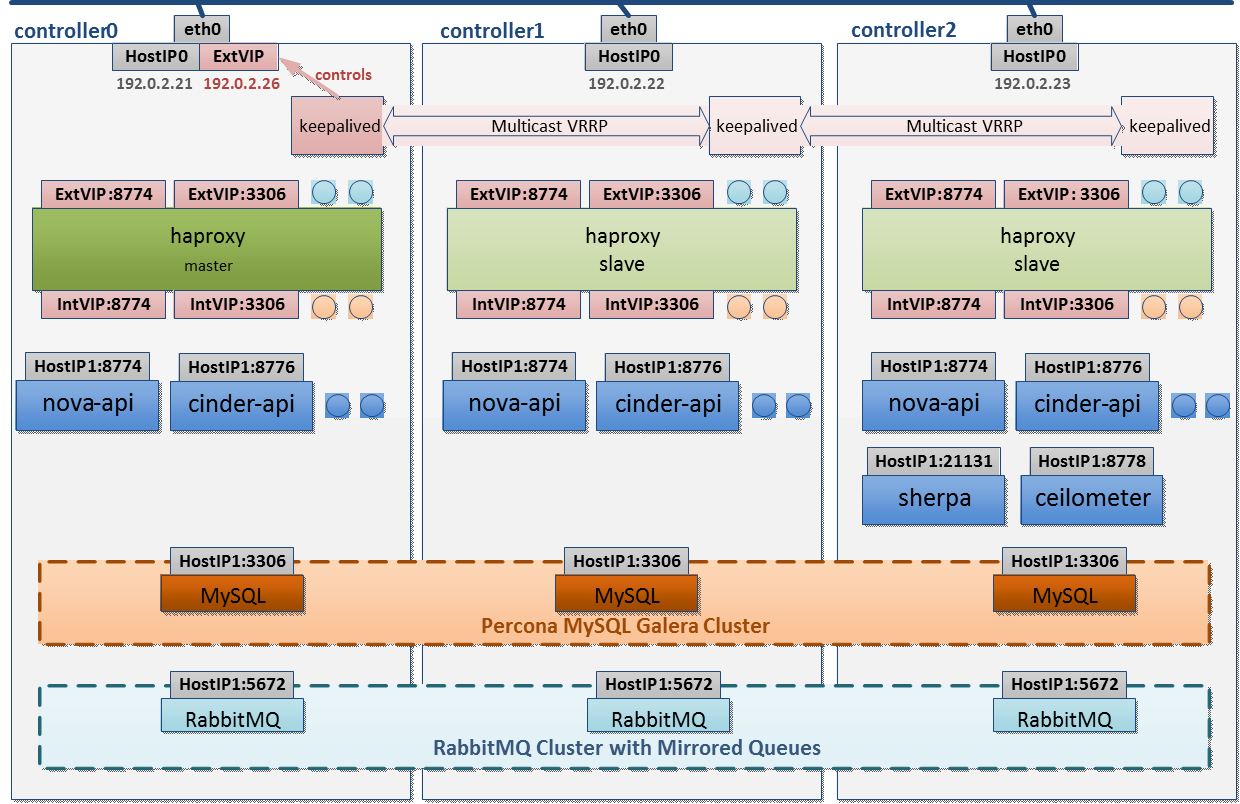 controller0
eth0
HostIP0
ExtVIP
192.0.2.21
192.0.2.26
controls
keepalived
Multicast VRRP
controller1
eth0
HostIP0
192.0.2.22
keepalived
Multicast VRRP
controller2
eth0
HostIP0
192.0.2.23
keepalived
ExtVIP:8774
ExtVIP:3306
haproxy
master
IntVIP:8774
IntVIP:3306
ExtVIP:8774
ExtVIP:3306
haproxy
slave
IntVIP:8774
IntVIP:3306
ExtVIP:8774
ExtVIP: 3306
haproxy
slave
IntVIP:8774
IntVIP:3306
HostIP1:8774
nova-api
HostIP1:8776
cinder-api
HostIP1:8774
nova-api
HostIP1:8776
cinder-api
HostIP1:8774
nova-api
HostIP1:8776
cinder-api
HostIP1:21131
sherpa
HostIP1:8778
ceilometer
HostIP1:3306
MySQL
HostIP1:3306
MySQL
HostIP1:3306
MySQL
Percona MySQL Galera Cluster
HostIP1:5672
RabbitMQ
HostIP1:5672
RabbitMQ
HostIP1:5672
RabbitMQ
RabbitMQ Cluster with Mirrored Queues